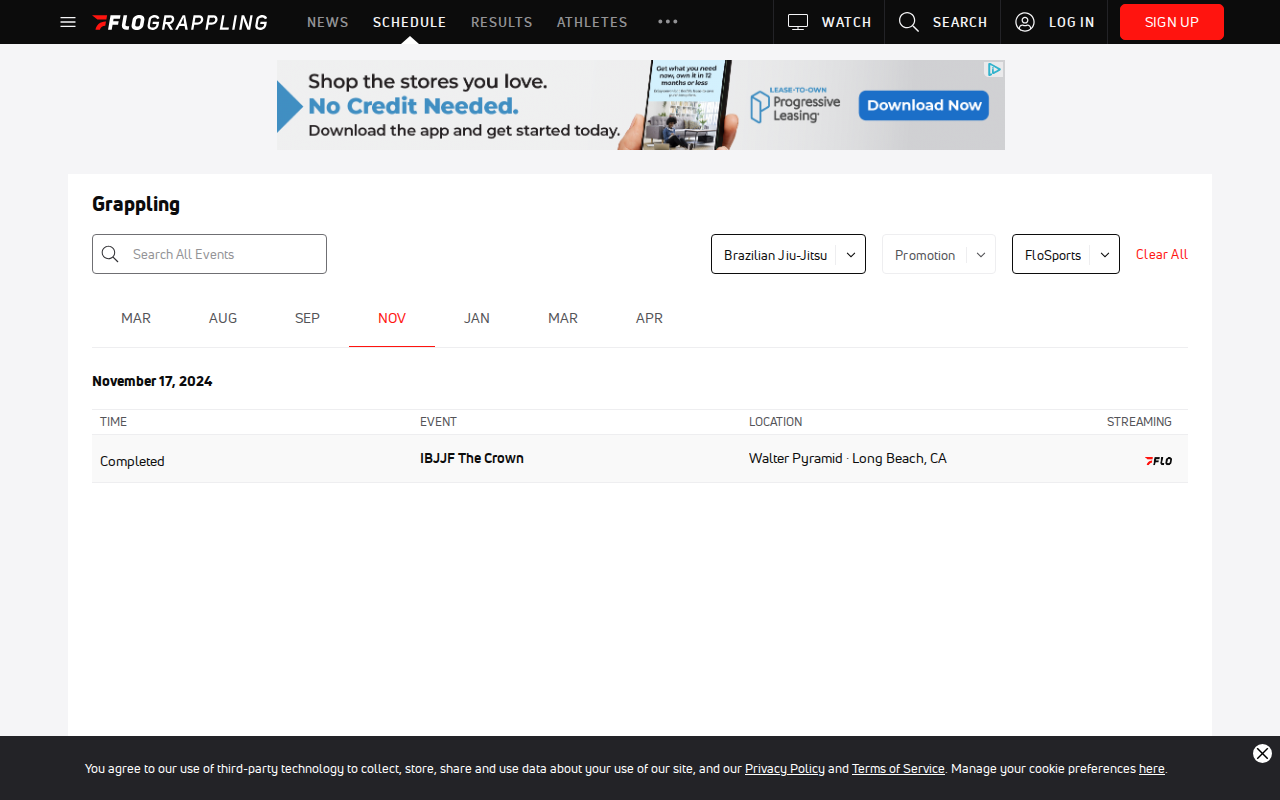 FLOGRAPPLING NEWS SCHEDULE RESULTS ATHLETES WATCH SEARCH LOG IN SIGN UP
Shop the stores you love.
No Credit Needed.
Download the app and get started today.
Get what you need
now, own it in 12
months or less
LEASE-TO-OWN
Progressive
Leasing
Download Now
Grappling
Search All Events Brazilian Jiu-Jitsu Promotion FloSports Clear All
MAR AUG SEP NOV JAN MAR APR
November 17, 2024
TIME EVENT LOCATION STREAMING
Completed IBJJF The Crown Walter Pyramid · Long Beach, CA FLO
You agree to our use of third-party technology to collect, store, share and use data about your use of our site, and our Privacy Policy and Terms of Service. Manage your cookie preferences here.